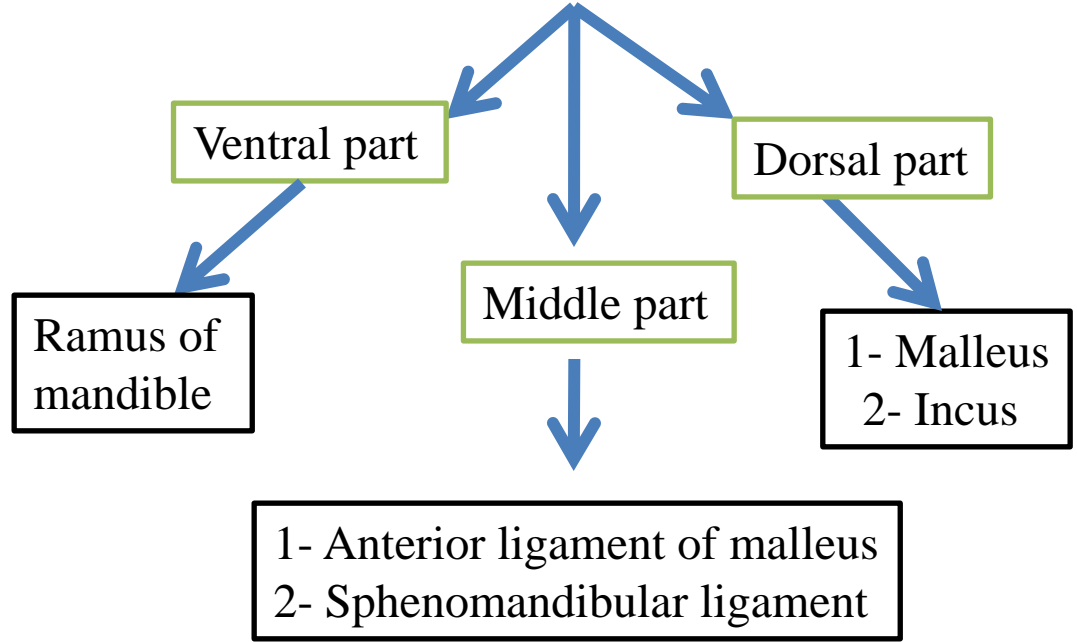 Ventral part
Dorsal part
Middle part
Ramus of
mandible
1- Malleus
2- Incus
1- Anterior ligament of malleus
2- Sphenomandibular ligament